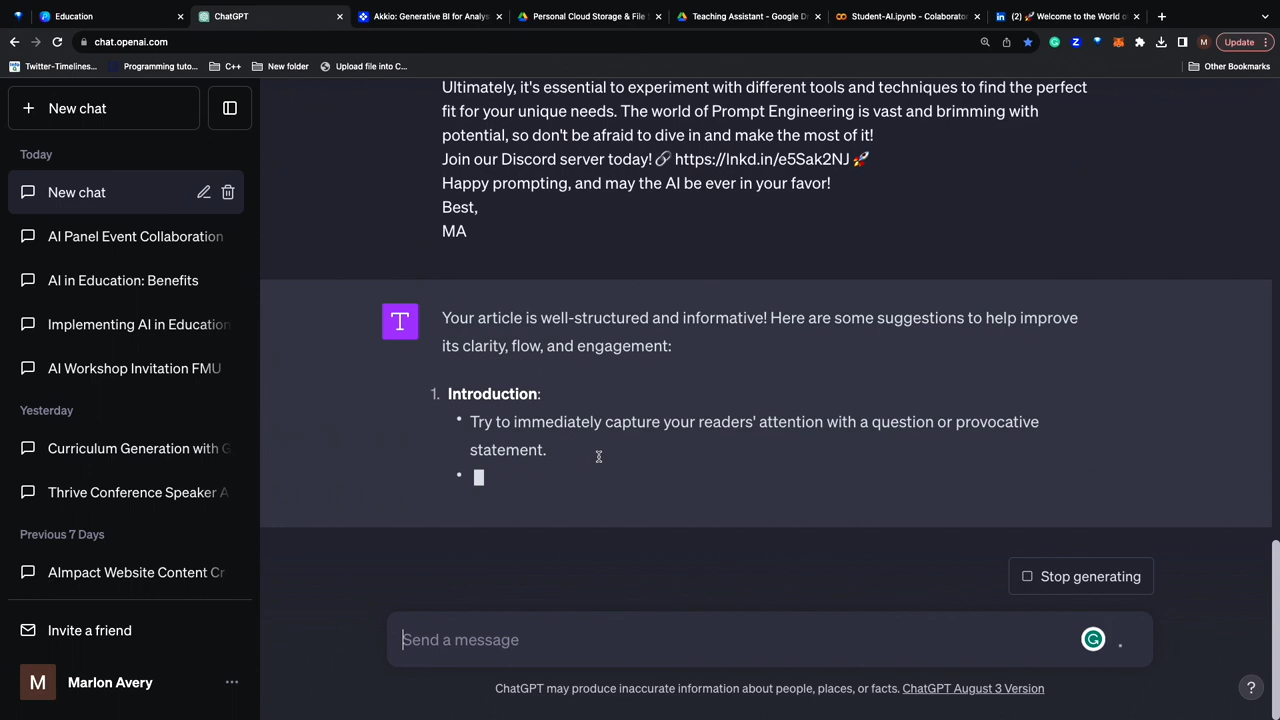 Education
ChatGPT
Akkio: Generative BI for Analys
Personal Cloud Storage & File
Teaching Assistant - Google Dr
Student-AI.ipynb - Colaborato
(2) 🚀 Welcome to the World o
chat.openai.com
M
Update
Twitter-Timelines...
Programming tuto...
C++
New folder
Upload file into C...
Other Bookmarks
New chat
Today
New chat
AI Panel Event Collaboration
AI in Education: Benefits
Implementing AI in Education
AI Workshop Invitation FMU
Yesterday
Curriculum Generation with G
Thrive Conference Speaker A
Previous 7 Days
AImpact Website Content Cr
Invite a friend
M
Marlon Avery
Ultimately, it's essential to experiment with different tools and techniques to find the perfect
fit for your unique needs. The world of Prompt Engineering is vast and brimming with
potential, so don't be afraid to dive in and make the most of it!
Join our Discord server today! 🔗 https://lnkd.in/e5Sak2NJ 🚀
Happy prompting, and may the AI be ever in your favor!
Best,
MA
T
Your article is well-structured and informative! Here are some suggestions to help improve
its clarity, flow, and engagement:
1. Introduction:
• Try to immediately capture your readers' attention with a question or provocative
statement.
•
Stop generating
Send a message
ChatGPT may produce inaccurate information about people, places, or facts. ChatGPT August 3 Version
?